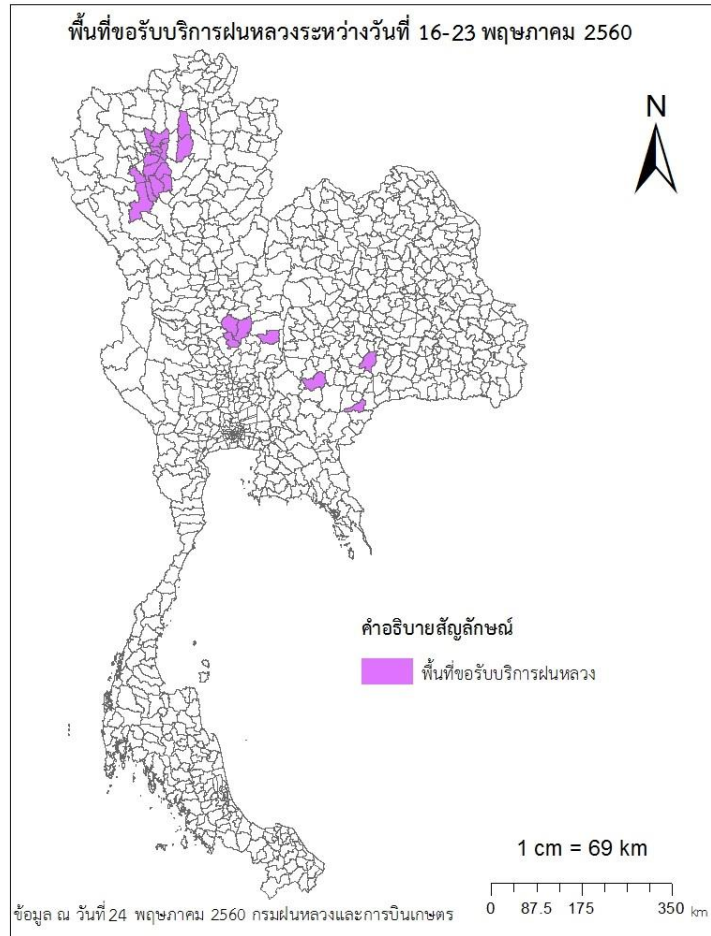 พื้นที่ขอรับบริการฝนหลวงระหว่างวันที่ 16-23 พฤษภาคม 2560
N
คำอธิบายสัญลักษณ์
พื้นที่ขอรับบริการฝนหลวง
1 cm = 69 km
0 87.5 175 350 km
ข้อมูล ณ วันที่ 24 พฤษภาคม 2560 กรมฝนหลวงและการบินเกษตร